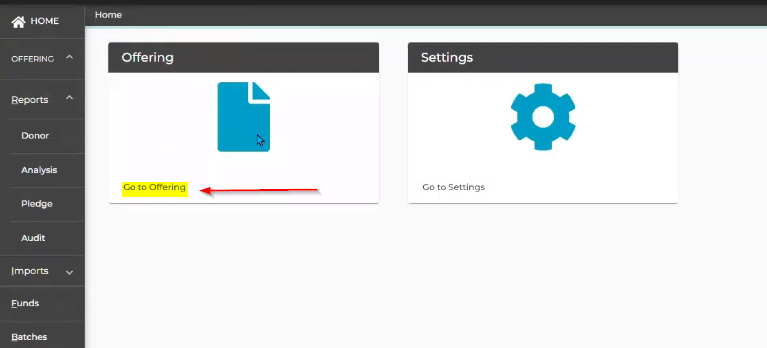 HOME
OFFERING
Reports
Donor
Analysis
Pledge
Audit
Imports
Funds
Batches
Home
Offering
Go to Offering
Settings
Go to Settings